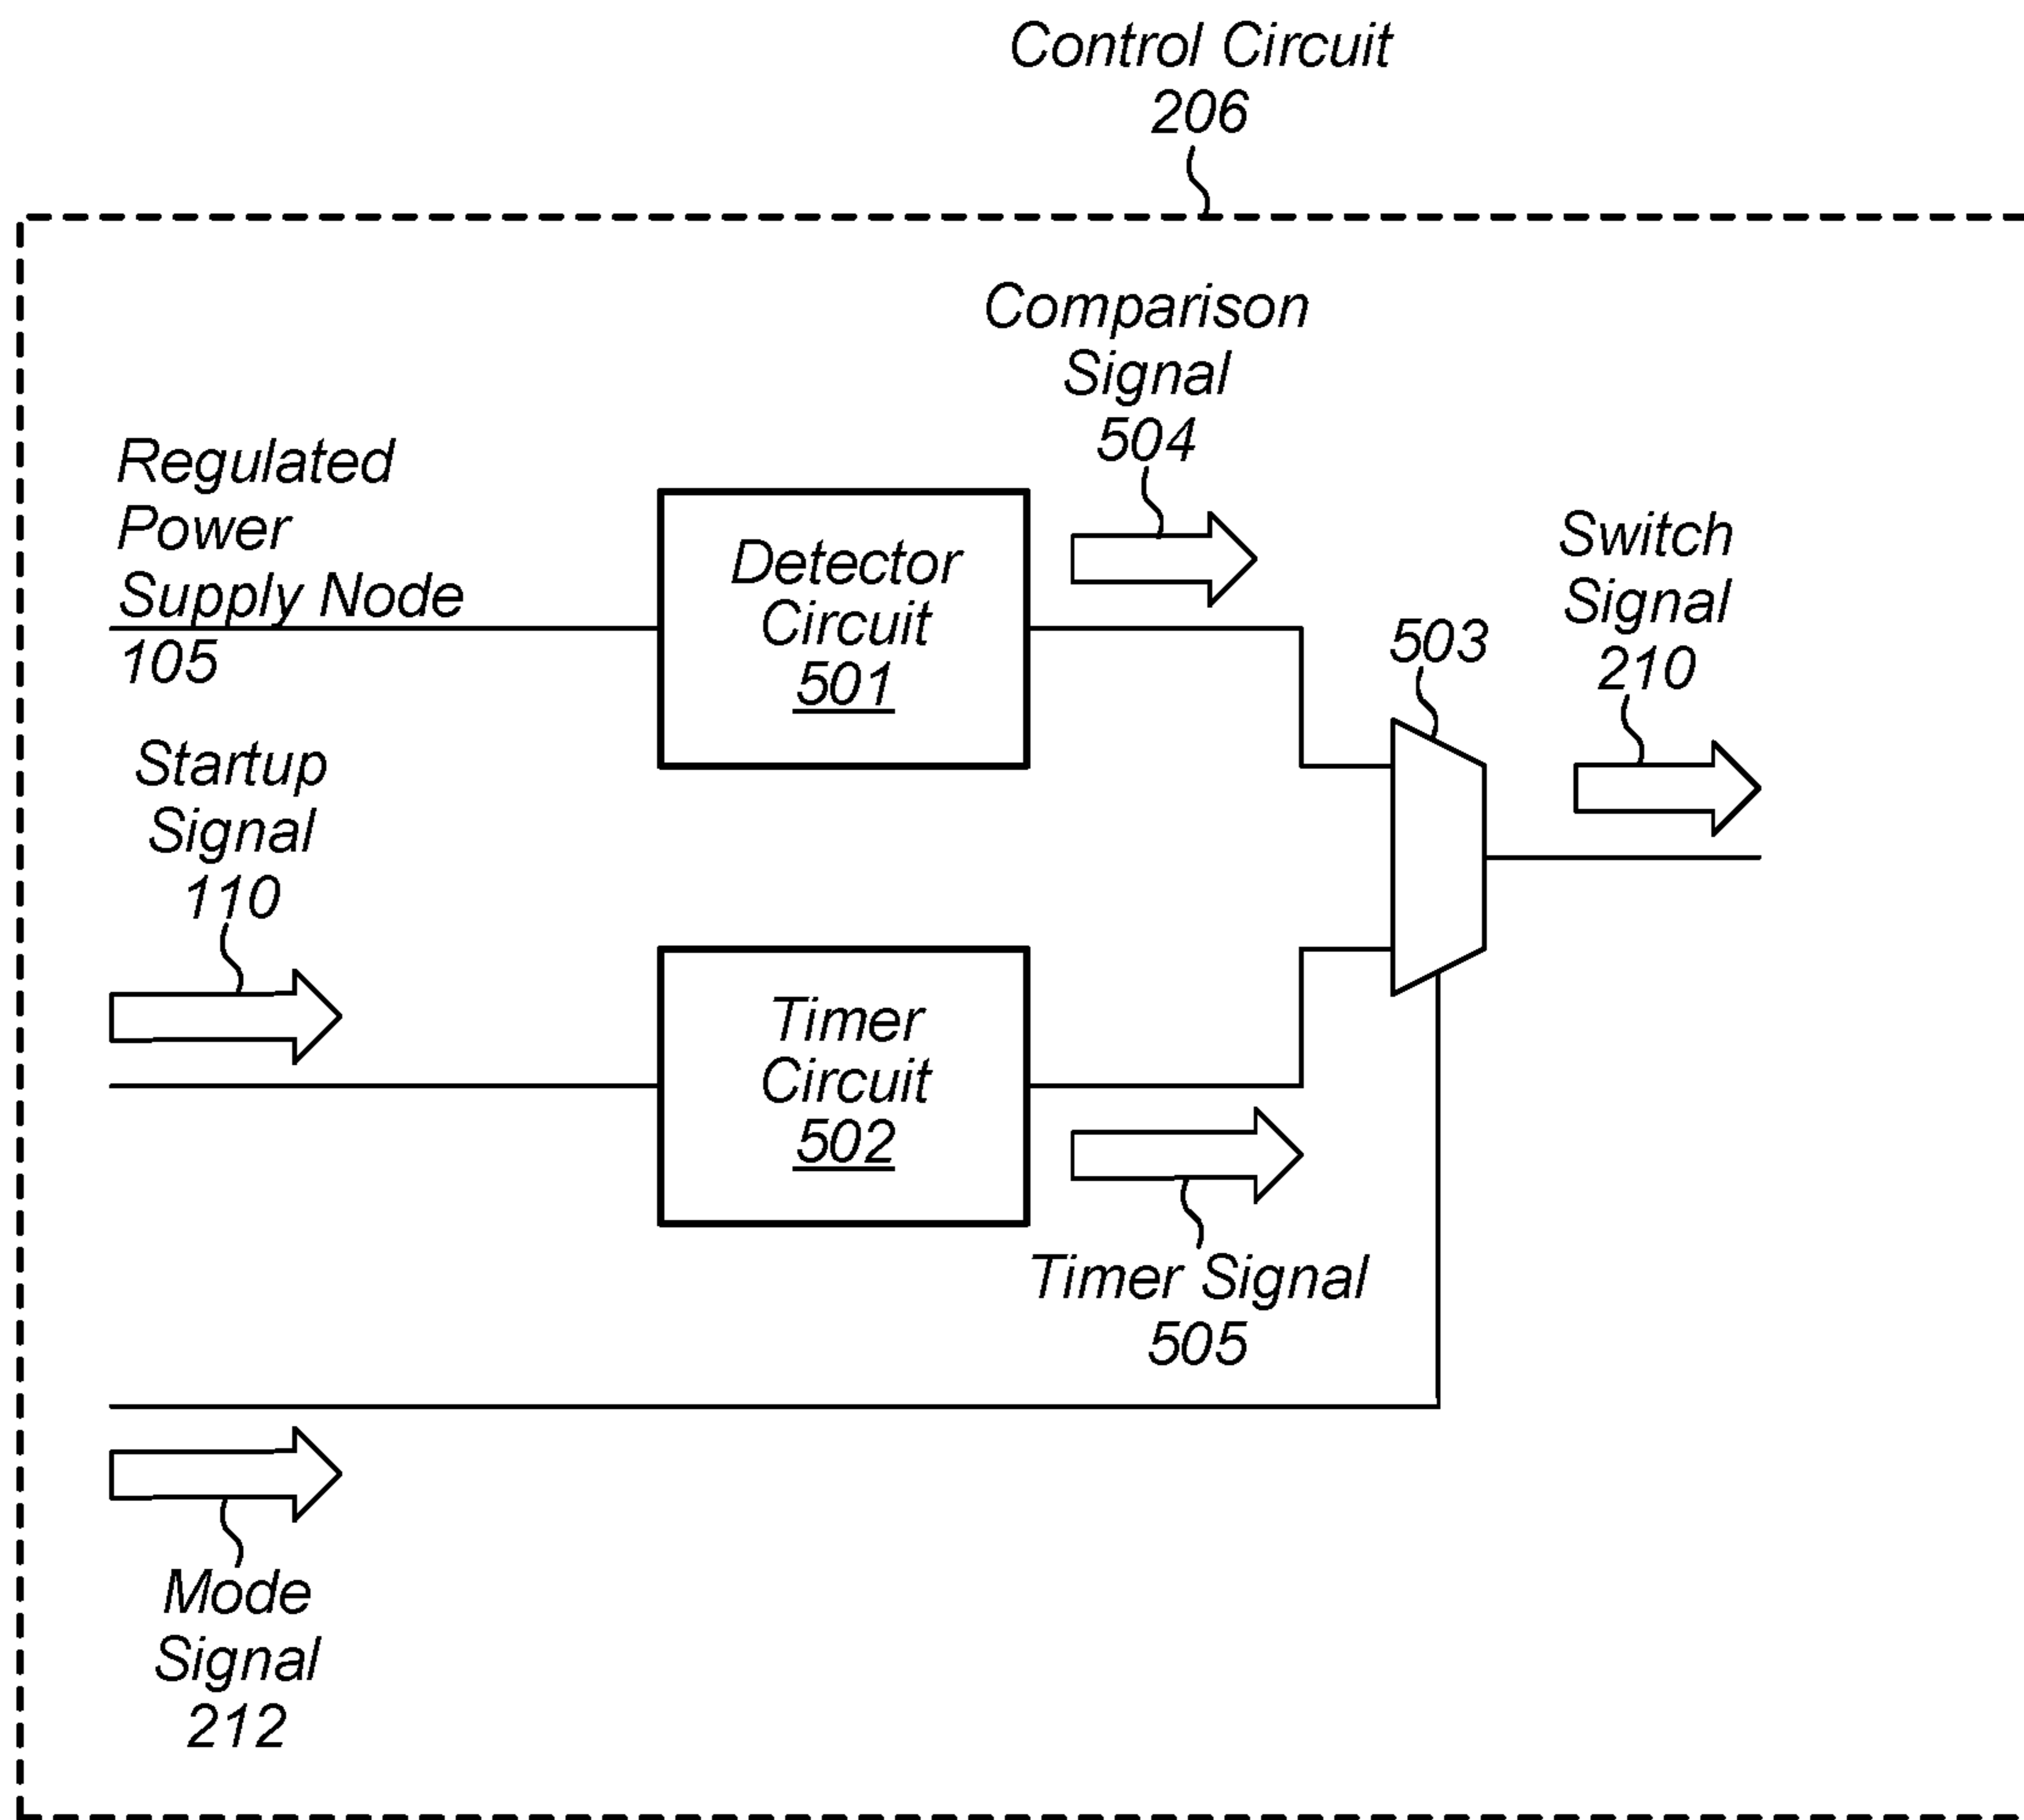 Control Circuit
206
Comparison
Signal
504
Regulated
Power
Supply Node
105
Detector
Circuit
501
Switch
Signal
210
503
Startup
Signal
110
Timer
Circuit
502
Timer Signal
505
Mode
Signal
212